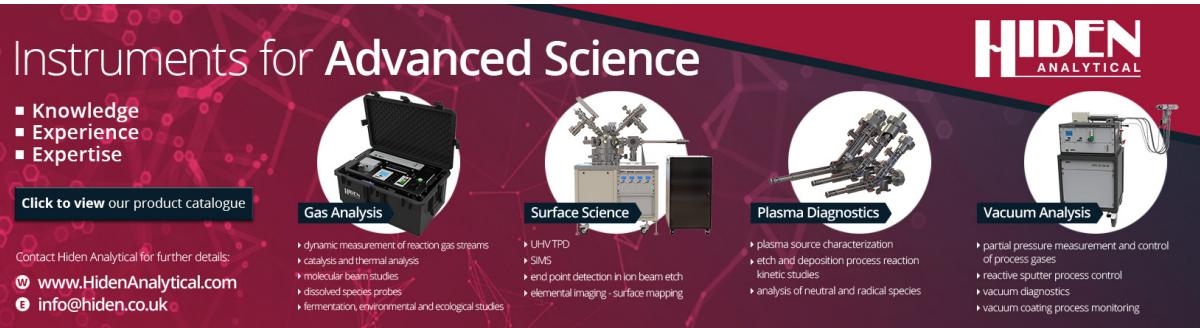 Instruments for Advanced Science
HIDEN
ANALYTICAL
▪ Knowledge
▪ Experience
▪ Expertise
Click to view our product catalogue
Contact Hiden Analytical for further details:
W www.HidenAnalytical.com
E info@hiden.co.uk
Gas Analysis
▸ dynamic measurement of reaction gas streams
▸ catalysis and thermal analysis
▸ molecular beam studies
▸ dissolved species probes
▸ fermentation, environmental and ecological studies
Surface Science
▸ UHV TPD
▸ SIMS
▸ end point detection in ion beam etch
▸ elemental imaging - surface mapping
Plasma Diagnostics
▸ plasma source characterization
▸ etch and deposition process reaction
kinetic studies
▸ analysis of neutral and radical species
Vacuum Analysis
▸ partial pressure measurement and control
of process gases
▸ reactive sputter process control
▸ vacuum diagnostics
▸ vacuum coating process monitoring